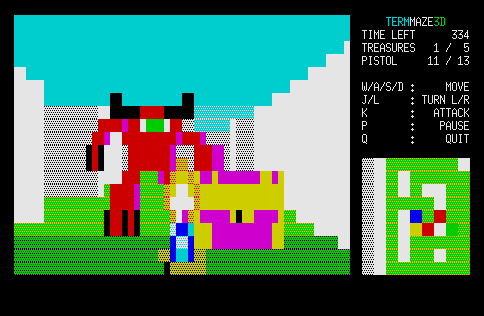 TERMMAZE3D
TIME LEFT 334
TREASURES 1 / 5
PISTOL 11 / 13
W/A/S/D : MOVE
J/L : TURN L/R
K : ATTACK
P : PAUSE
Q : QUIT